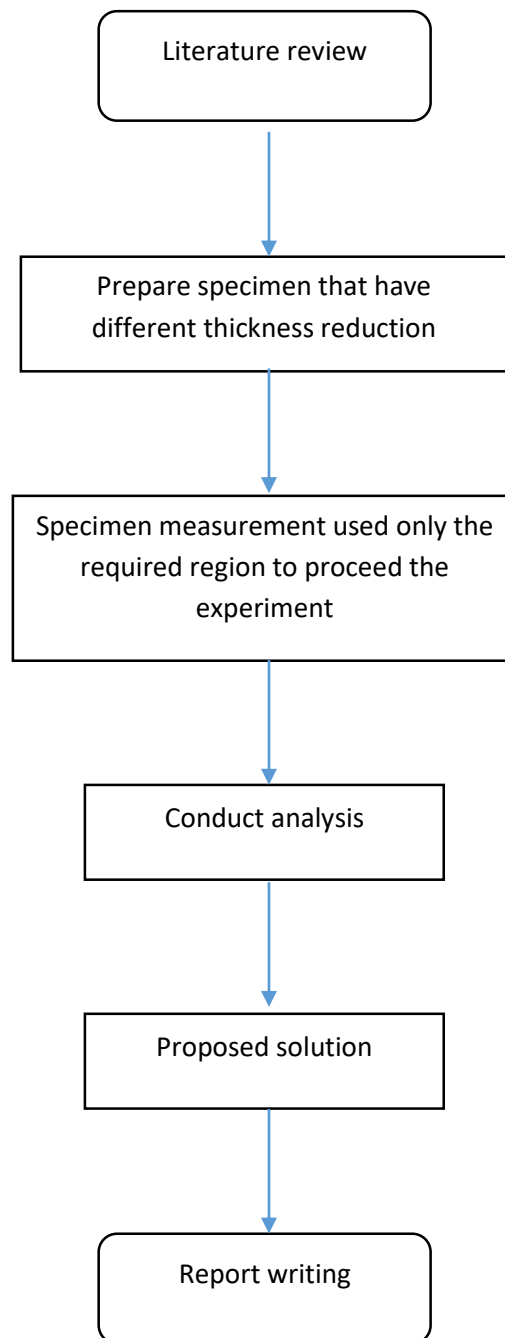 Literature review
Prepare specimen that have
different thickness reduction
Specimen measurement used only the
required region to proceed the
experiment
Conduct analysis
Proposed solution
Report writing